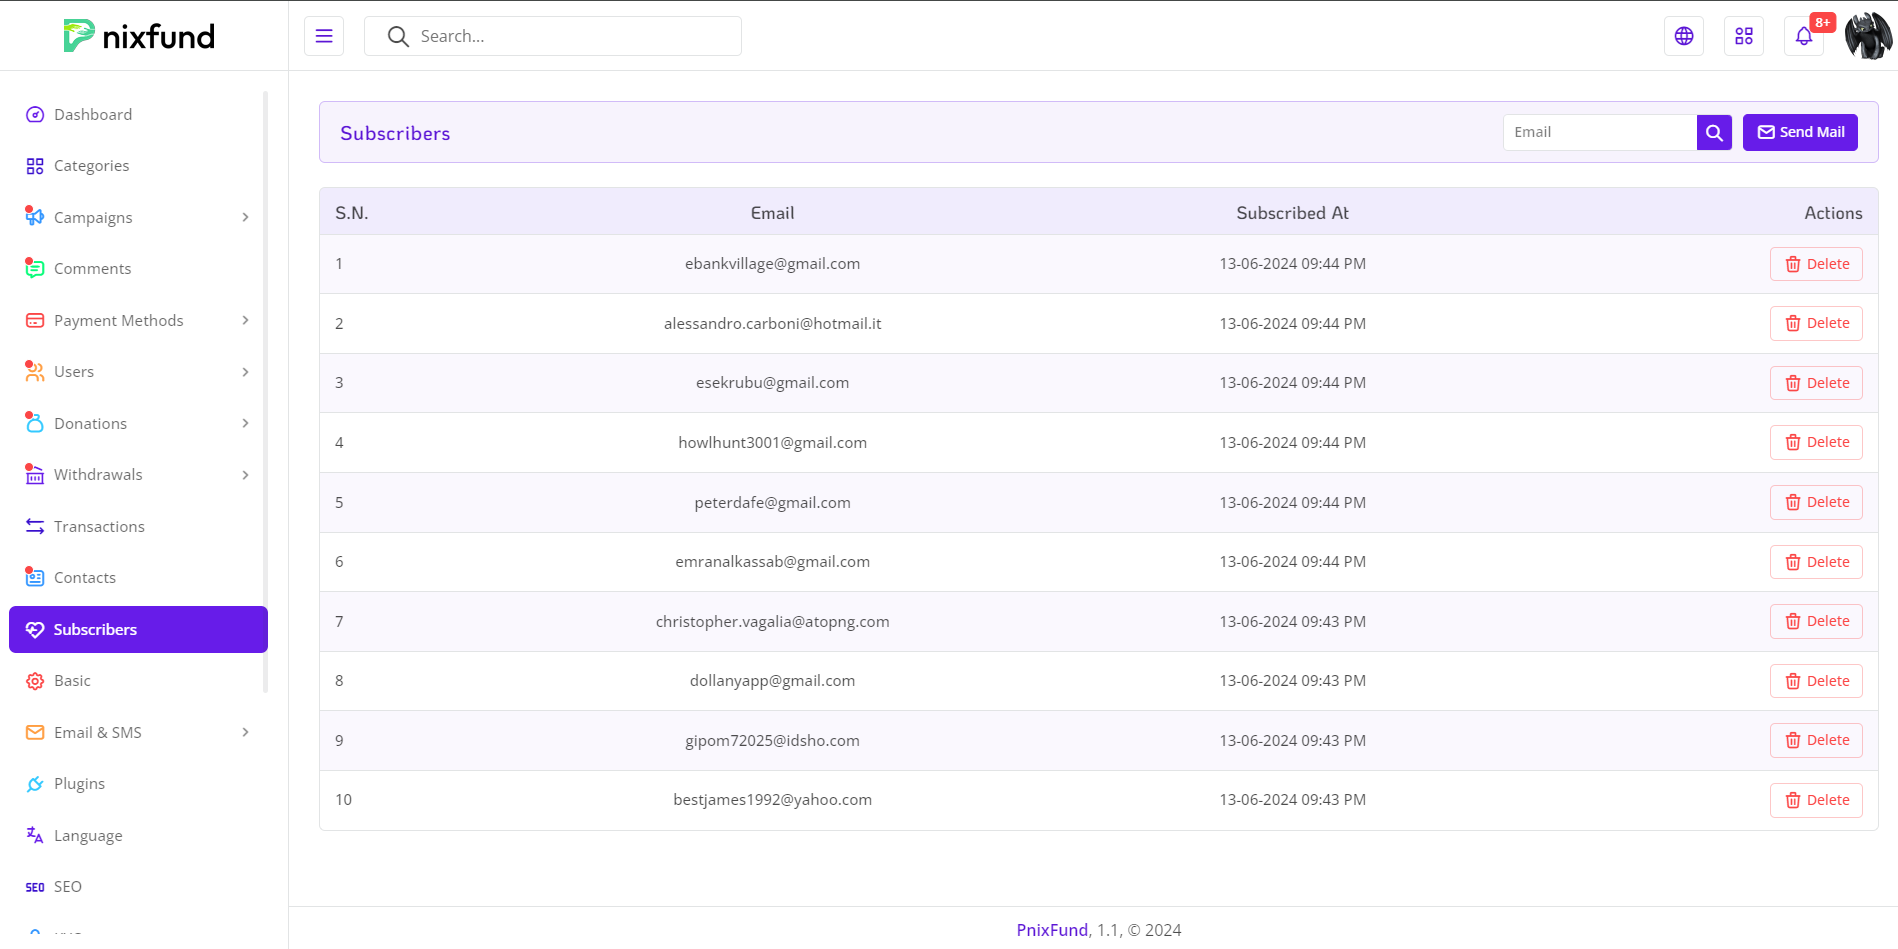 nixfund
Search...
8+
Dashboard
Categories
Campaigns
Comments
Payment Methods
Users
Donations
Withdrawals
Transactions
Contacts
Subscribers
Basic
Email & SMS
Plugins
Language
SEO SEO
Subscribers
Email
Send Mail
S.N. Email Subscribed At Actions
1 ebankvillage@gmail.com 13-06-2024 09:44 PM Delete
2 alessandro.carboni@hotmail.it 13-06-2024 09:44 PM Delete
3 esekrubu@gmail.com 13-06-2024 09:44 PM Delete
4 howlhunt3001@gmail.com 13-06-2024 09:44 PM Delete
5 peterdafe@gmail.com 13-06-2024 09:44 PM Delete
6 emranalkassab@gmail.com 13-06-2024 09:44 PM Delete
7 christopher.vagalia@atopng.com 13-06-2024 09:43 PM Delete
8 dollanyapp@gmail.com 13-06-2024 09:43 PM Delete
9 gipom72025@idsho.com 13-06-2024 09:43 PM Delete
10 bestjames1992@yahoo.com 13-06-2024 09:43 PM Delete
PnixFund, 1.1, © 2024